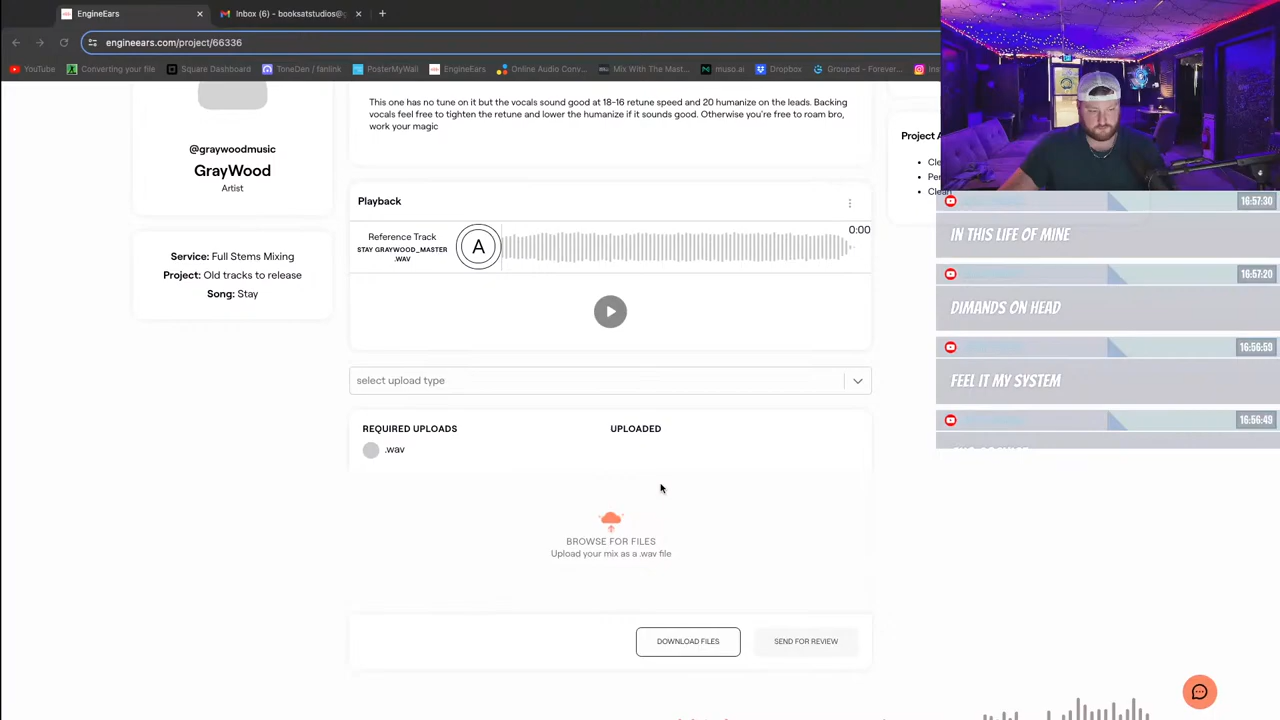 EngineEars
Inbox (6) - booksatstudios@g
engineears.com/project/66336
YouTube
Converting your file
Square Dashboard
ToneDen / fanlink
PosterMyWall
EngineEars
Online Audio Conv...
Mix With The Mast...
muso.ai
Dropbox
Grouped - Forever...
This one has no tune on it but the vocals sound good at 18-16 retune speed and 20 humanize on the leads. Backing
vocals feel free to tighten the retune and lower the humanize if it sounds good. Otherwise you're free to roam bro,
work your magic
@graywoodmusic
GrayWood
Artist
Service: Full Stems Mixing
Project: Old tracks to release
Song: Stay
Playback
Reference Track
STAY GRAYWOOD_MASTER
.WAV
A
0:00
select upload type
REQUIRED UPLOADS
UPLOADED
.wav
BROWSE FOR FILES
Upload your mix as a .wav file
DOWNLOAD FILES
SEND FOR REVIEW
Project A
Cle
Per
Clean
16:57:30
IN THIS LIFE OF MINE
16:57:20
DIMANDS ON HEAD
16:56:59
FEEL IT MY SYSTEM
16:56:49